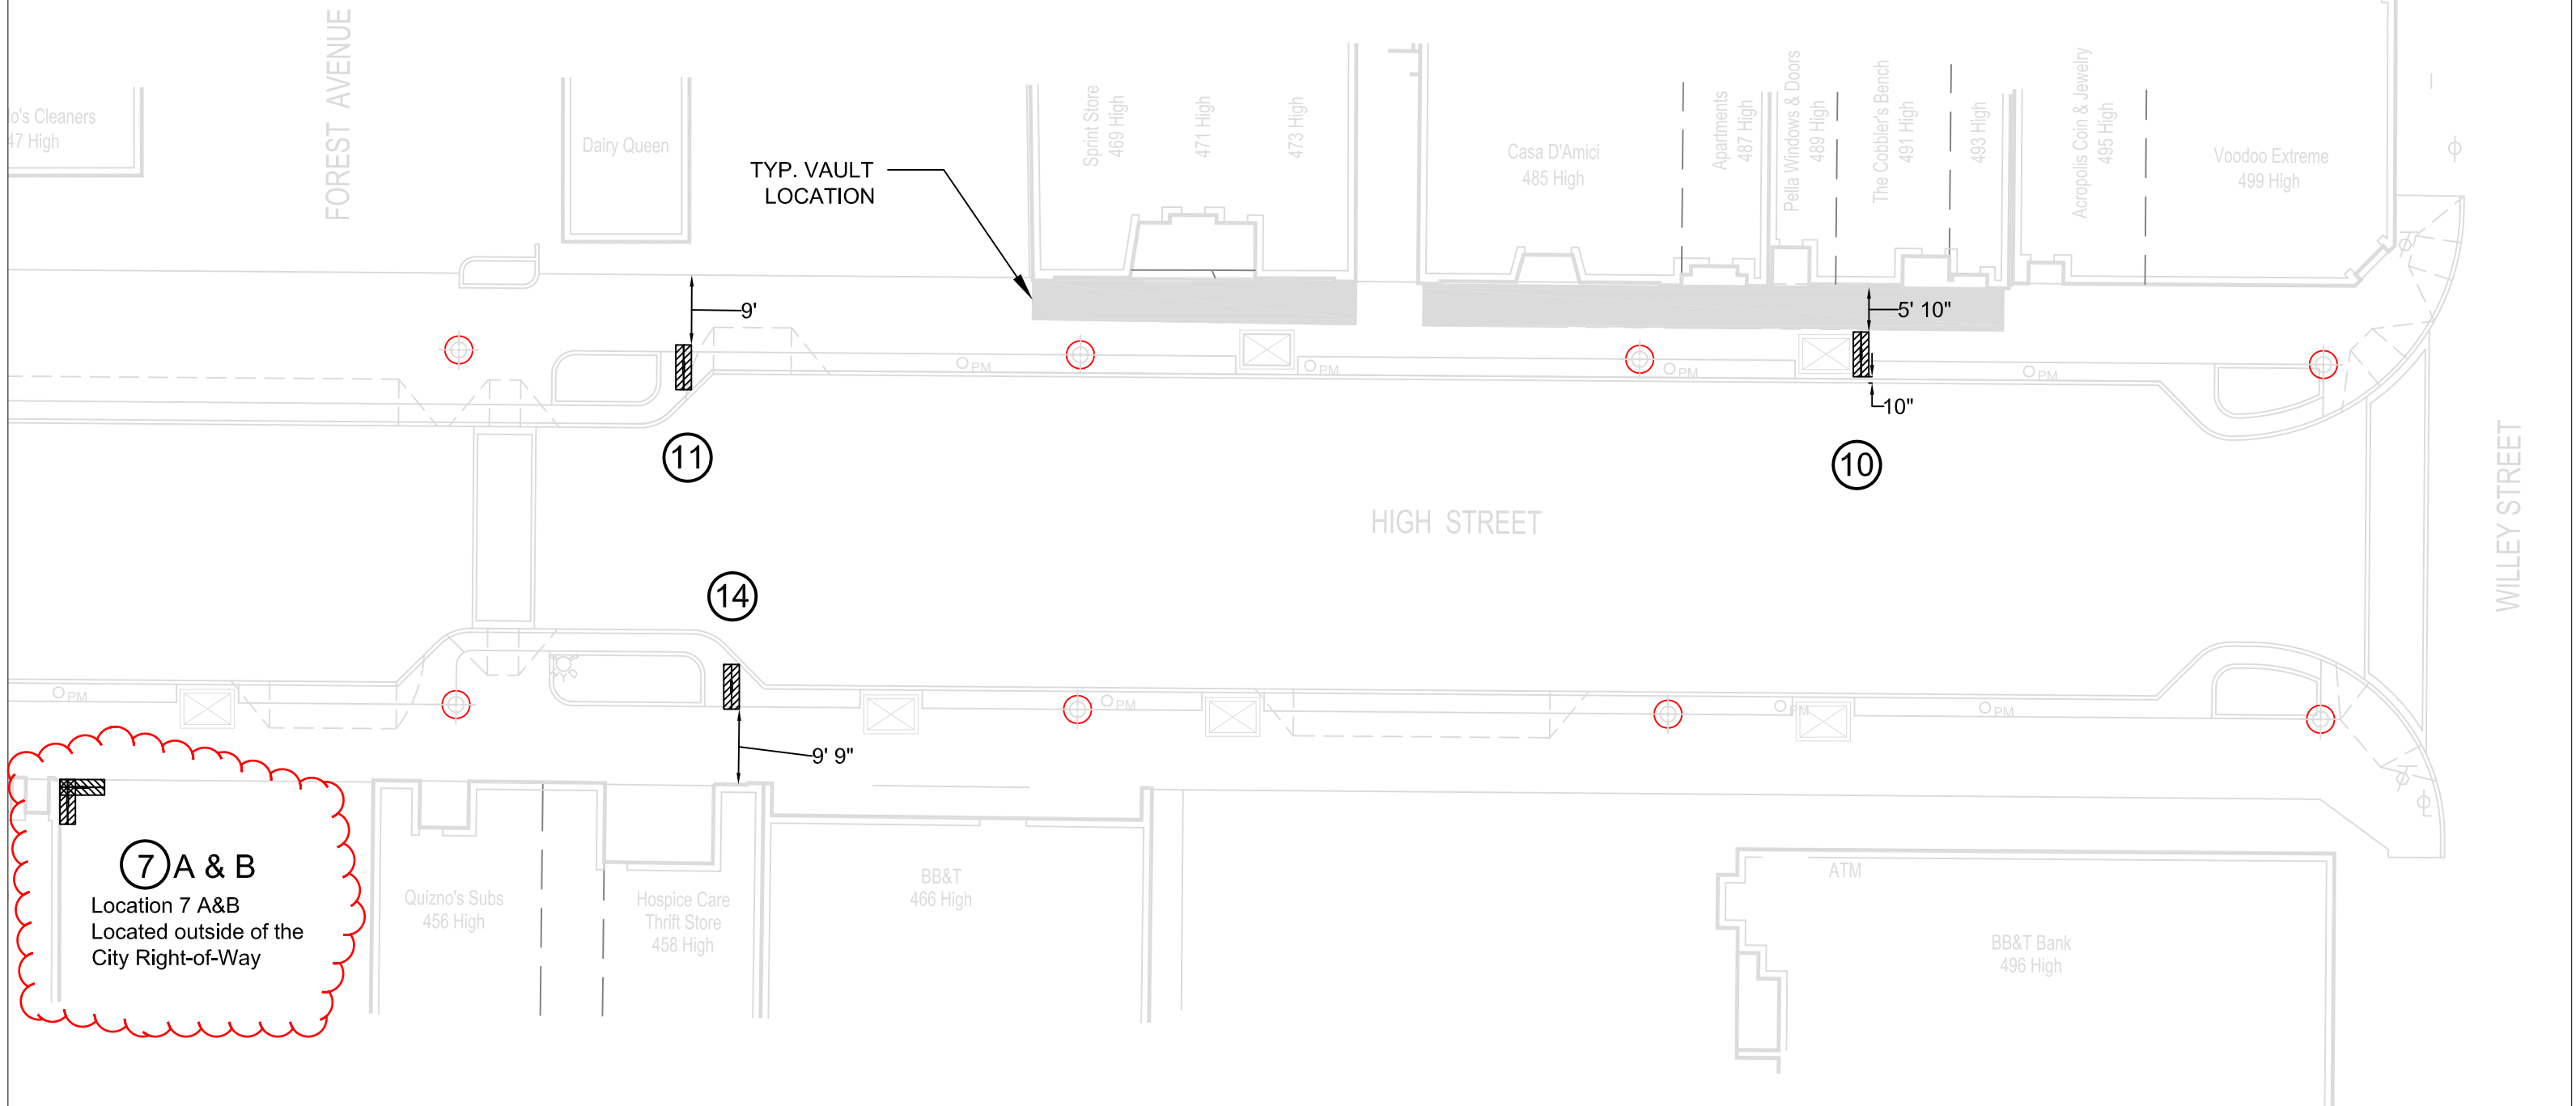 FOREST AVENUE
lo's Cleaners
47 High
Dairy Queen
TYP. VAULT
LOCATION
Sprint Store
469 High
471 High
473 High
Casa D'Amici
485 High
Apartments
487 High
Pella Windows & Doors
489 High
The Cobbler's Bench
491 High
493 High
Acropolis Coin & Jewelry
495 High
Voodoo Extreme
499 High
9'
5' 10"
PM
PM
PM
PM
10"
11
10
HIGH STREET
WILLEY STREET
14
PM
PM
PM
PM
9' 9"
7 A & B
Location 7 A&B
Located outside of the
City Right-of-Way
Quizno's Subs
456 High
Hospice Care
Thrift Store
458 High
BB&T
466 High
ATM
BB&T Bank
496 High